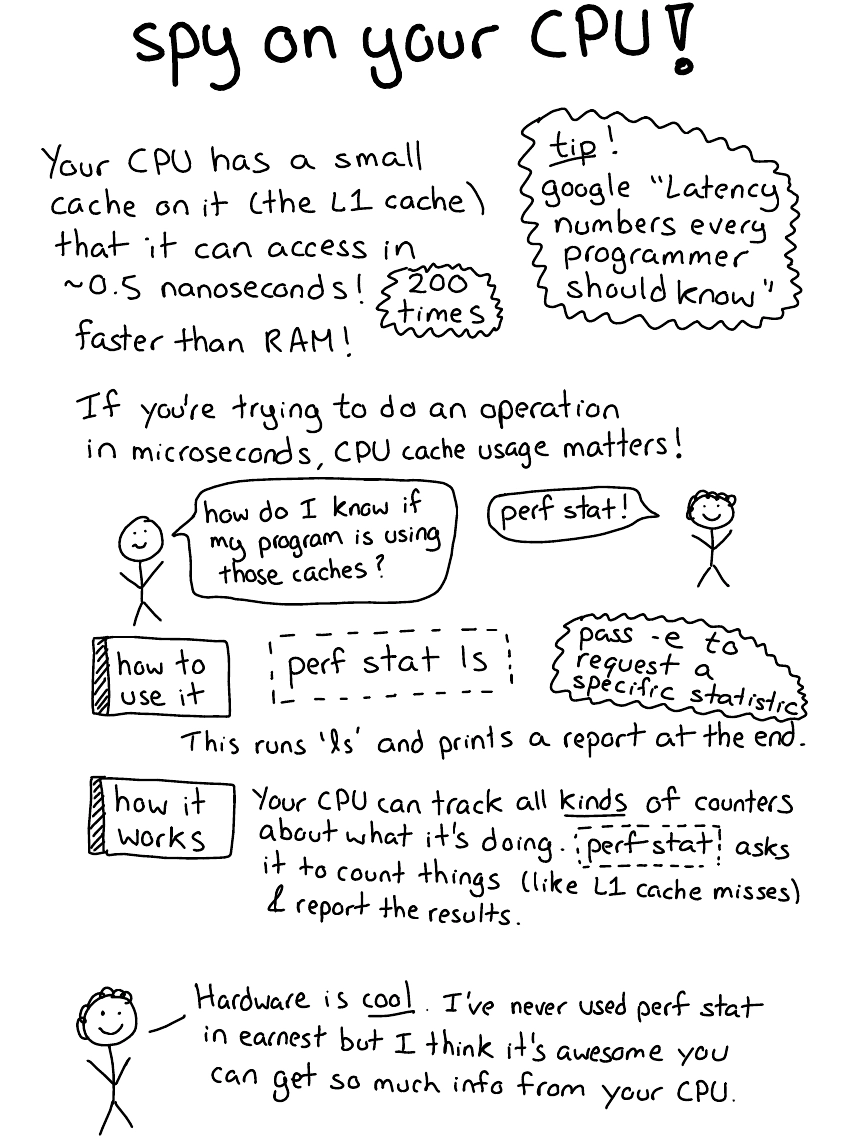 spy on your CPU!
Your CPU has a small
cache on it (the L1 cache)
that it can access in
~0.5 nanoseconds! 200
times
faster than RAM!
tip!
google "Latency
numbers every
programmer
should know"
If you're trying to do an operation
in microseconds, CPU cache usage matters!
how do I know if
my program is using
those caches?
perf stat!
how to
use it
perf stat ls
pass -e to
request a
specific statistic
This runs 'ls' and prints a report at the end.
how it
works
Your CPU can track all kinds of counters
about what it's doing. perf stat asks
it to count things (like L1 cache misses)
& report the results.
Hardware is cool. I've never used perf stat
in earnest but I think it's awesome you
can get so much info from your CPU.